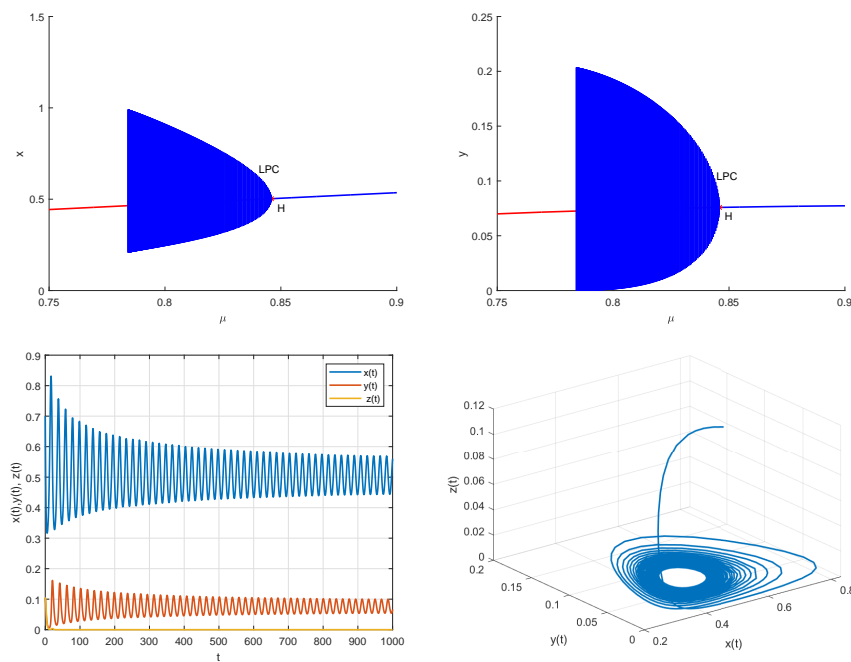 1.5
1
0.5
0
x
LPC
H
0.75
0.8
0.85
0.9
μ
0.25
0.2
0.15
0.1
0.05
0
y
LPC
H
0.75
0.8
0.85
0.9
μ
0.9
0.8
0.7
0.6
0.5
0.4
0.3
0.2
0.1
0
x(t),y(t), z(t)
x(t)
y(t)
z(t)
0 100 200 300 400 500 600 700 800 900 1000
t
0.12
0.1
0.08
0.06
0.04
0.02
0
z(t)
0.2
0.15
0.1
0.05
0
y(t)
0.2
0.4
0.6
0.8
x(t)